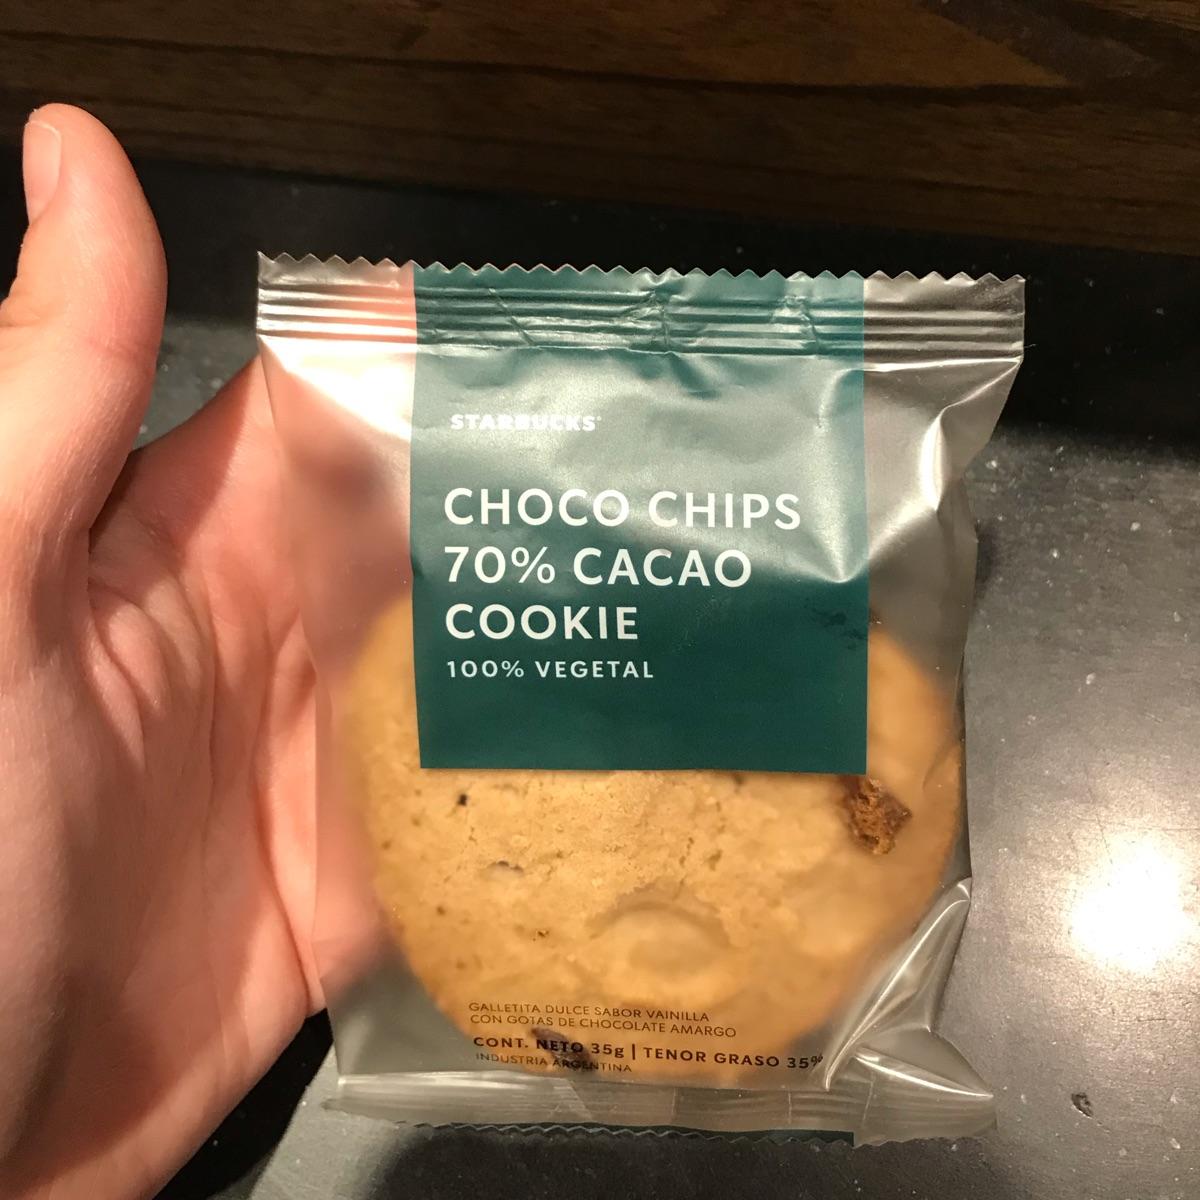 STARBUCKS®
CHOCO CHIPS
70% CACAO
COOKIE
100% VEGETAL
GALLETITA DULCE SABOR VAINILLA
CON GOTAS DE CHOCOLATE AMARGO
CONT. NETO 35g | TENOR GRASO 35%
INDUSTRIA ARGENTINA